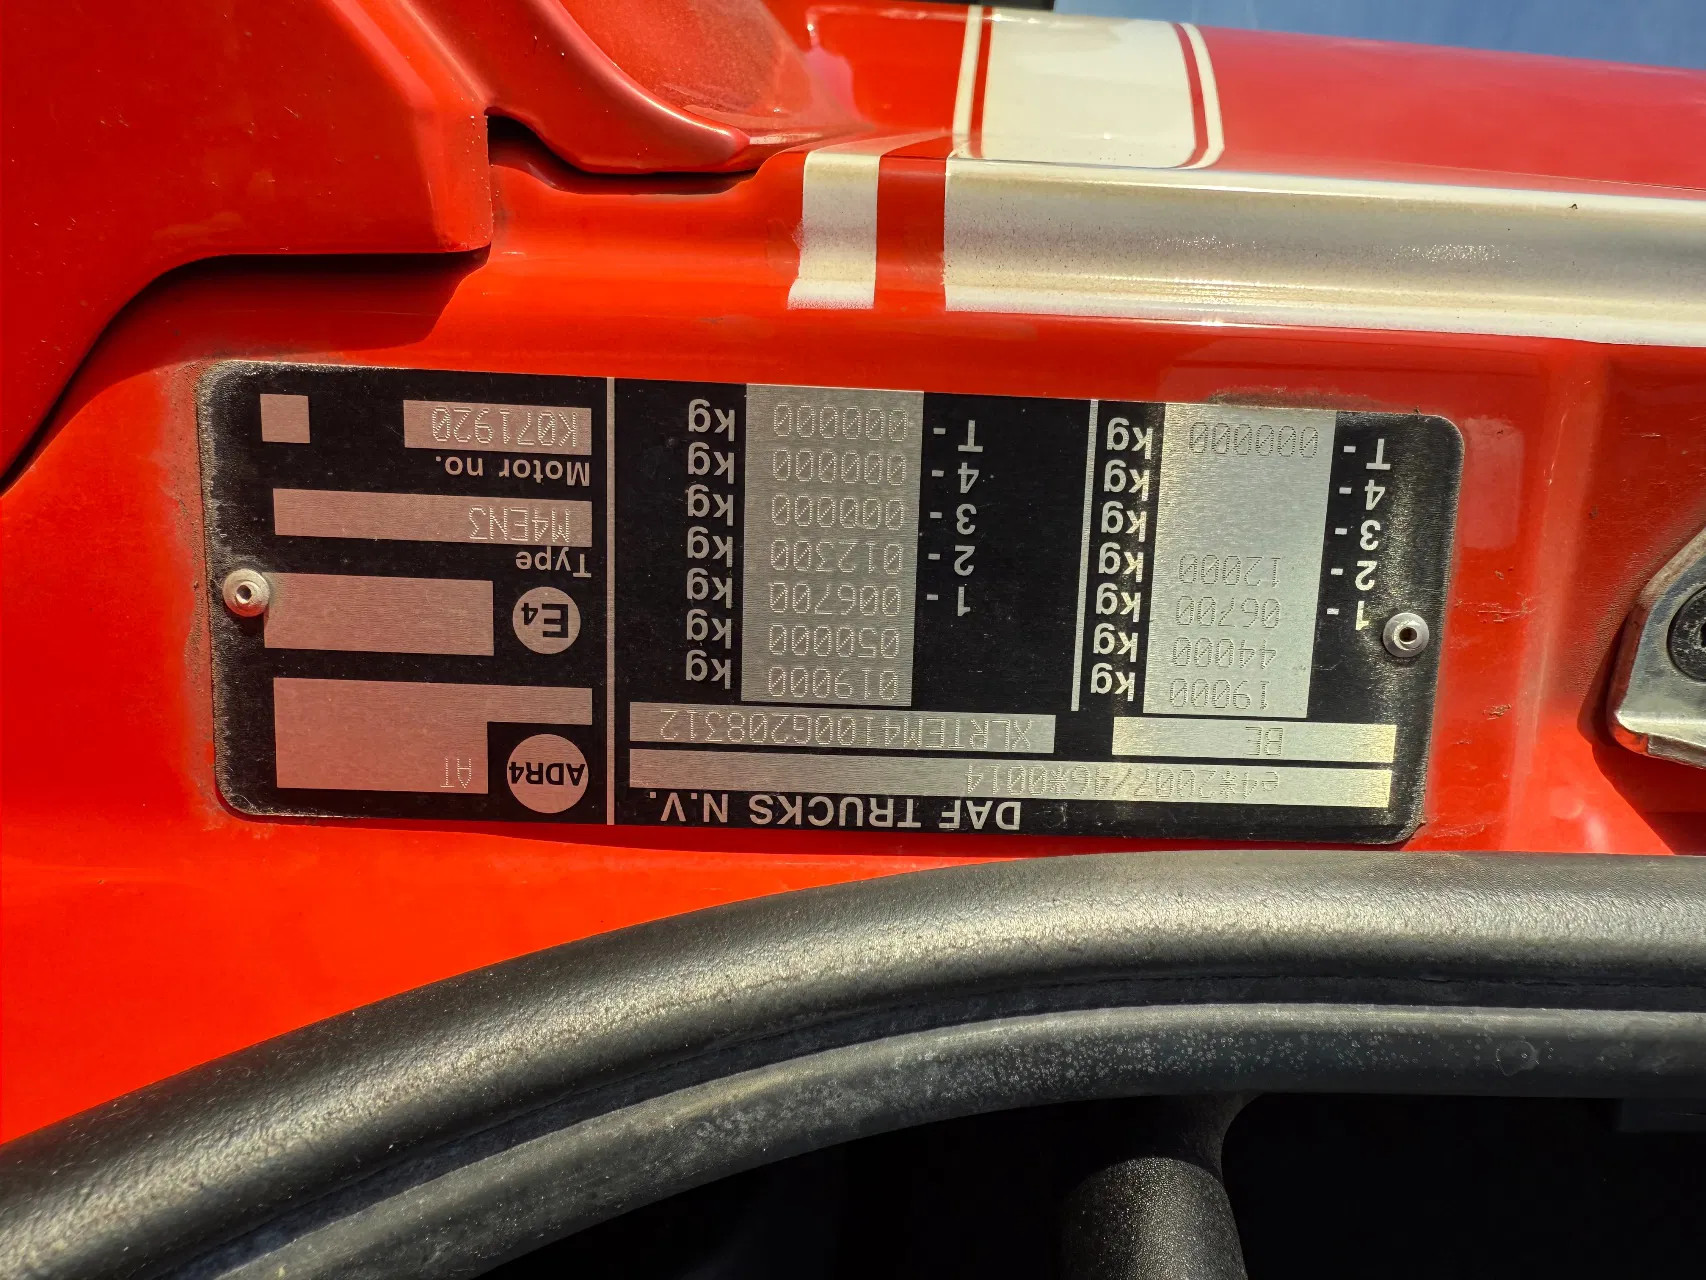 DAF TRUCKS N.V.
e4*2007/46*0014
BE
19000 kg
44000 kg
1 - 06700 kg
2 - 12000 kg
3 - kg
4 - kg
T - 000000 kg
XLRTEM4100G208312
019000 kg
050000 kg
1 - 006700 kg
2 - 012300 kg
3 - 000000 kg
4 - 000000 kg
T - 000000 kg
ADR4 AT
E4
Type
M4EN3
Motor no.
K071920